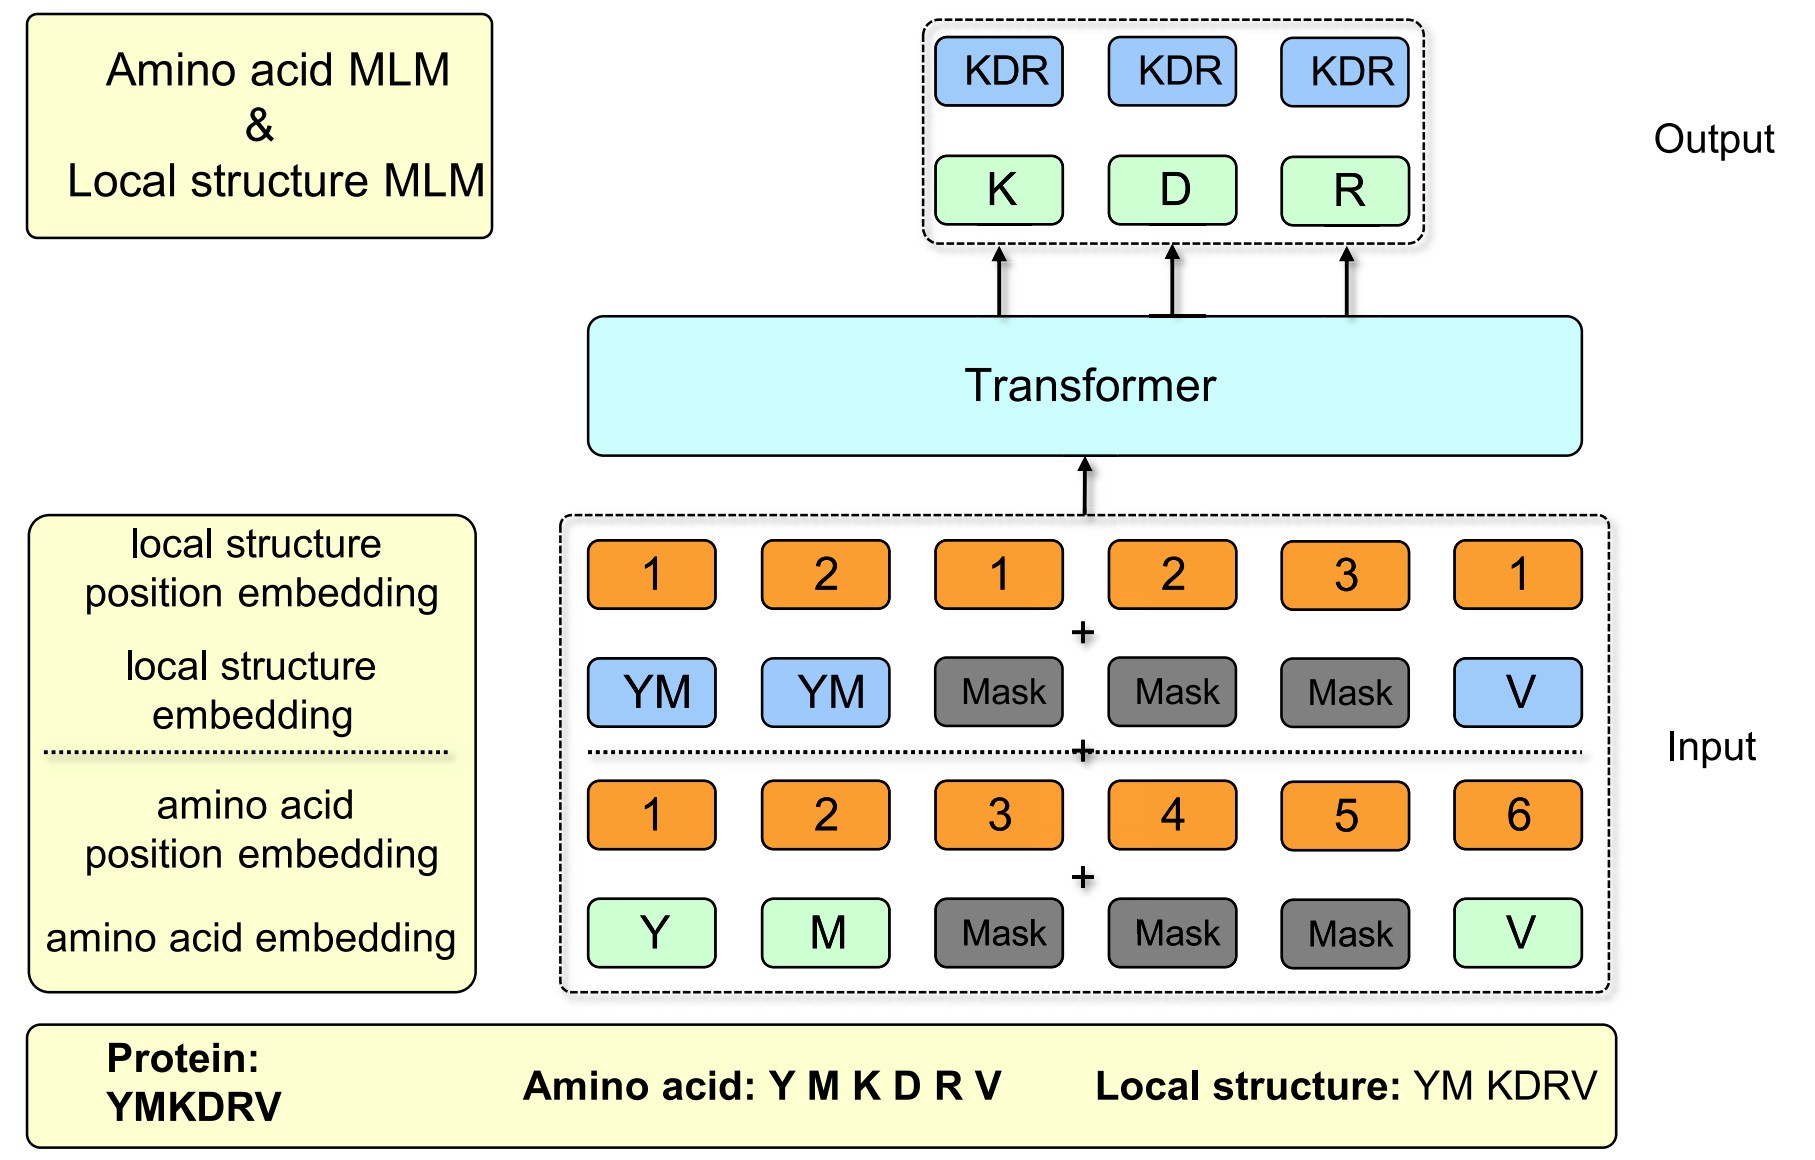 Amino acid MLM
&
Local structure MLM
KDR KDR KDR
K D R
Output
Transformer
local structure
position embedding
1 2 1 2 3 1
+
local structure
embedding
YM YM Mask Mask Mask V
+
Input
amino acid
position embedding
1 2 3 4 5 6
+
amino acid embedding
Y M Mask Mask Mask V
Protein:
YMKDRV
Amino acid: Y M K D R V
Local structure: YM KDRV